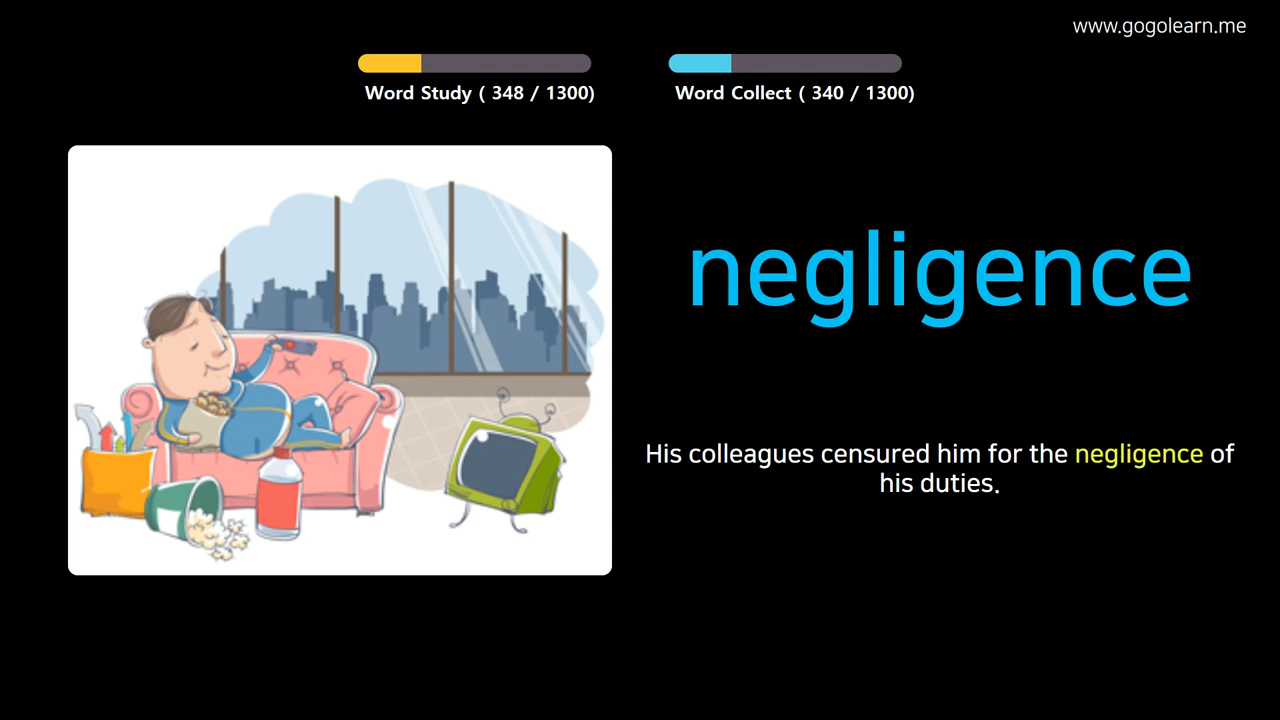 www.gogolearn.me
Word Study ( 348 / 1300)
Word Collect ( 340 / 1300)
negligence
His colleagues censured him for the negligence of
his duties.